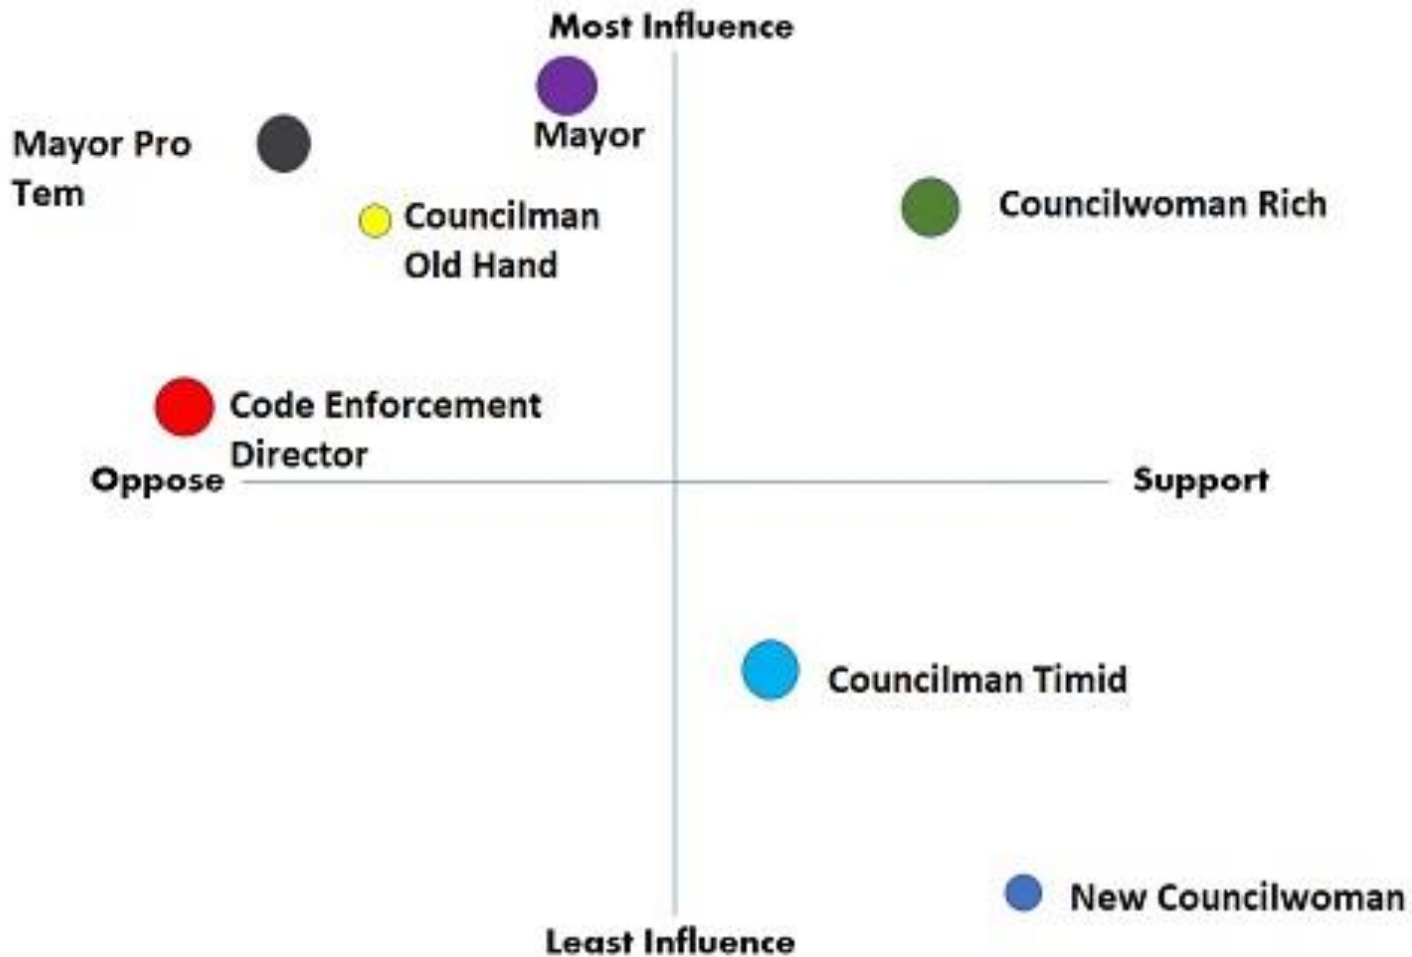 Most Influence
Mayor
Mayor Pro
Tem
Councilman
Old Hand
Councilwoman Rich
Code Enforcement
Director
Oppose
Support
Councilman Timid
New Councilwoman
Least Influence